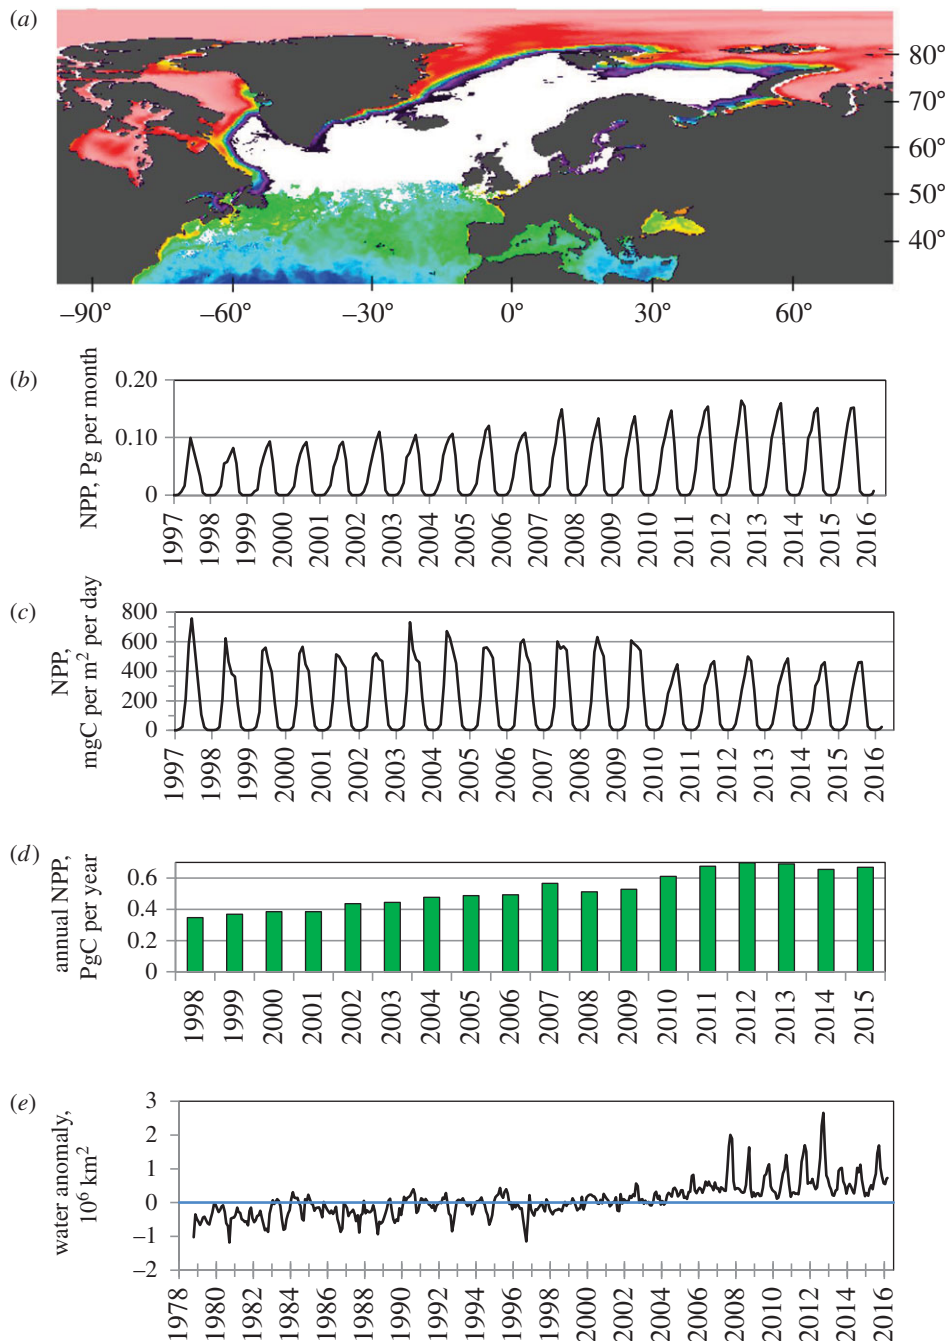 (a)
80°
70°
60°
50°
40°
–90° –60° –30° 0° 30° 60°
(b)
NPP, Pg per month
0.20
0.10
0
1997 1998 1999 2000 2001 2002 2003 2004 2005 2006 2007 2008 2009 2010 2011 2012 2013 2014 2015 2016
(c)
NPP,
mgC per m² per day
800
600
400
200
0
1997 1998 1999 2000 2001 2002 2003 2004 2005 2006 2007 2008 2009 2010 2011 2012 2013 2014 2015 2016
(d)
annual NPP,
PgC per year
0.6
0.4
0.2
0
1998 1999 2000 2001 2002 2003 2004 2005 2006 2007 2008 2009 2010 2011 2012 2013 2014 2015
(e)
water anomaly,
10⁶ km²
3
2
1
0
–1
–2
1978 1980 1982 1984 1986 1988 1990 1992 1994 1996 1998 2000 2002 2004 2006 2008 2010 2012 2014 2016